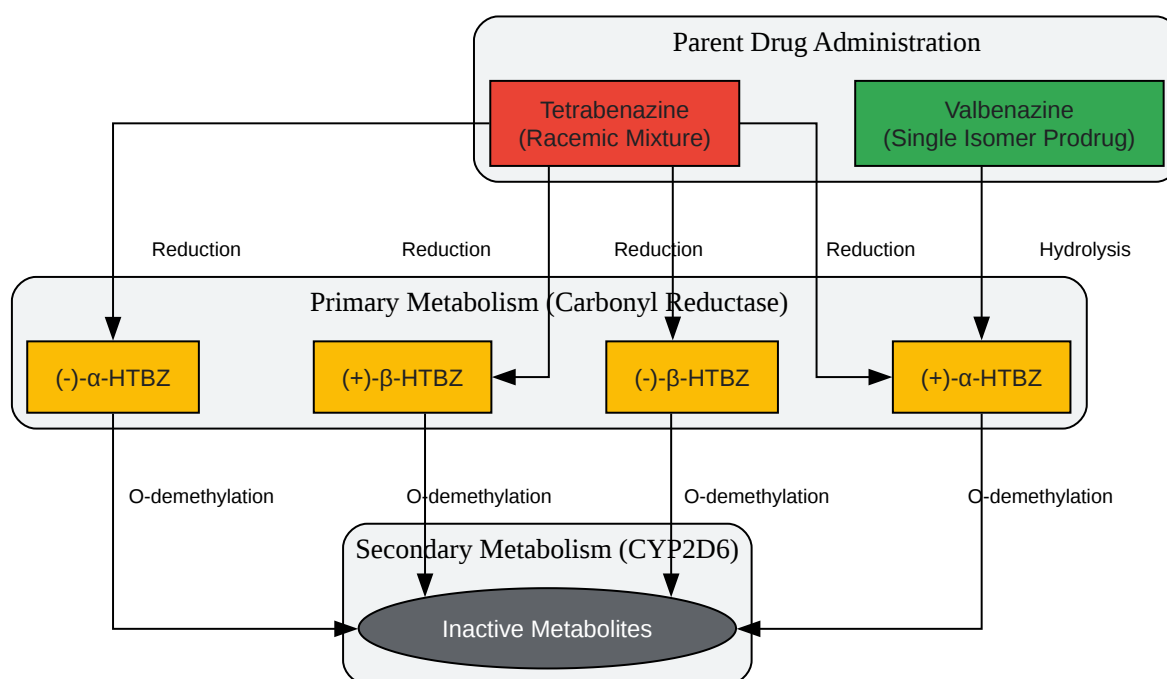 Parent Drug Administration
Tetrabenazine
(Racemic Mixture)
Valbenazine
(Single Isomer Prodrug)
Reduction
Reduction
Reduction
Reduction
Hydrolysis
Primary Metabolism (Carbonyl Reductase)
(-)-α-HTBZ
(+)-β-HTBZ
(-)-β-HTBZ
(+)-α-HTBZ
O-demethylation
O-demethylation
O-demethylation
O-demethylation
Secondary Metabolism (CYP2D6)
Inactive Metabolites